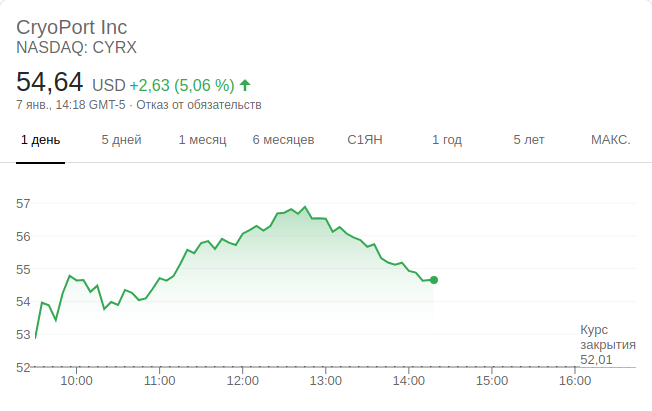 CryoPort Inc
NASDAQ: CYRX
54,64 USD +2,63 (5,06 %)
7 янв., 14:18 GMT-5 · Отказ от обязательств
1 день 5 дней 1 месяц 6 месяцев С1ЯН 1 год 5 лет МАКС.
57
56
55
54
53
Курс
закрытия
52,01
52
10:00 11:00 12:00 13:00 14:00 15:00 16:00